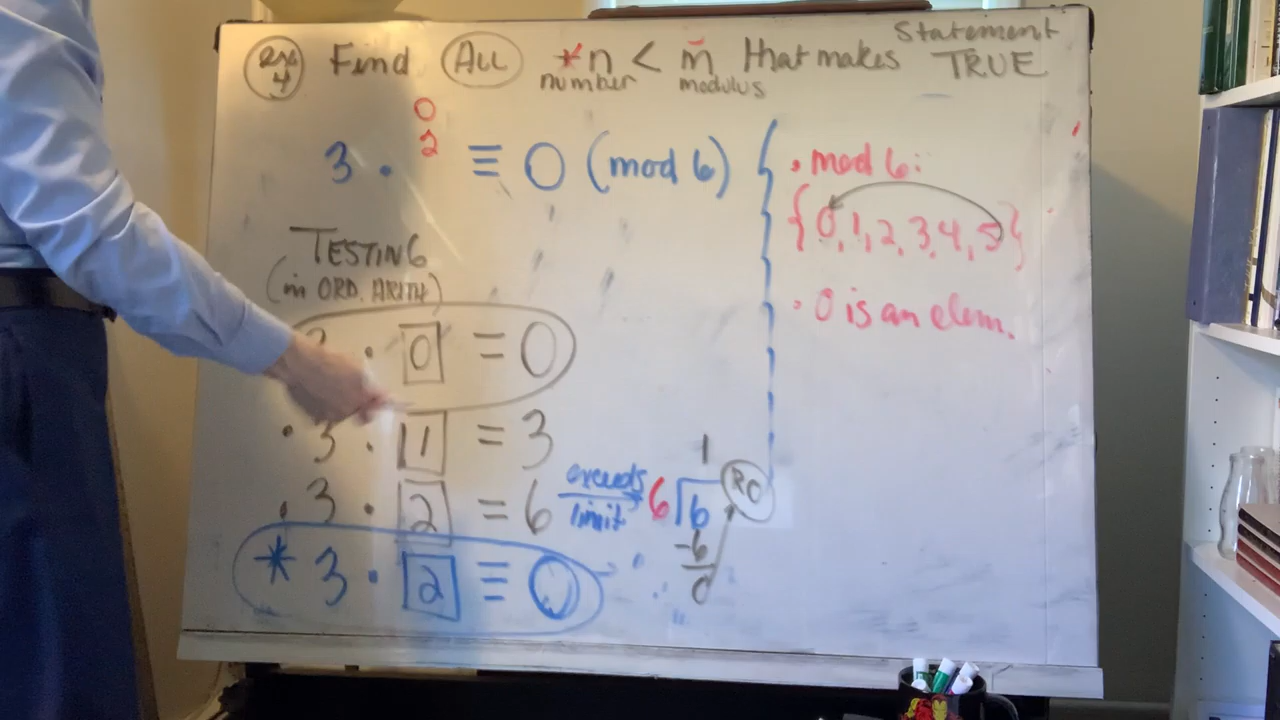 Ex 4 Find ALL *n < m that makes Statement TRUE
number modulus
0
2
3 · ≡ 0 (mod 6)
TESTING
(in ORD. ARITH)
3 · 0 = 0
· 3 · 1 = 3
· 3 · 2 = 6 exceeds limit
* 3 · 2 ≡ 0
1
R0
6 6
-6
0
• mod 6:
{0, 1, 2, 3, 4, 5}
• 0 is an elem.